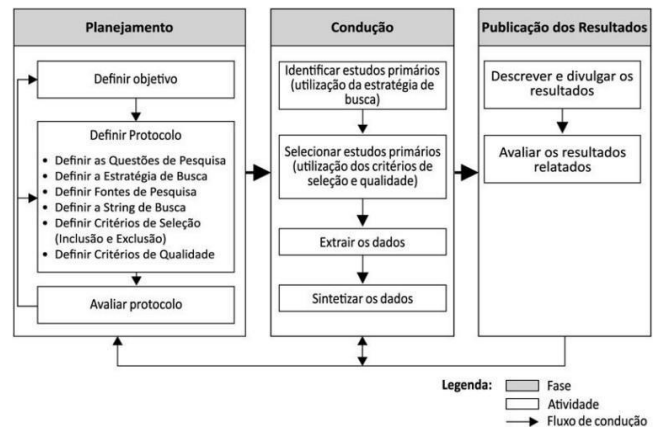 Planejamento
Definir objetivo
Definir Protocolo
• Definir as Questões de Pesquisa
• Definir a Estratégia de Busca
• Definir Fontes de Pesquisa
• Definir a String de Busca
• Definir Critérios de Seleção
(Inclusão e Exclusão)
• Definir Critérios de Qualidade
Avaliar protocolo
Condução
Identificar estudos primários
(utilização da estratégia de
busca)
Selecionar estudos primários
(utilização dos critérios de
seleção e qualidade)
Extrair os dados
Sintetizar os dados
Publicação dos Resultados
Descrever e divulgar os
resultados
Avaliar os resultados
relatados
Legenda:
Fase
Atividade
Fluxo de condução